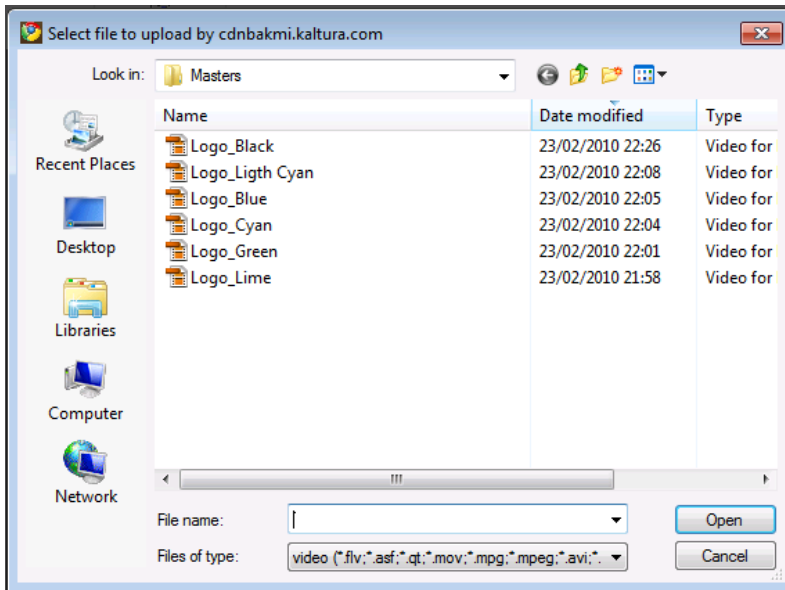 Select file to upload by cdnbakmi.kaltura.com
Look in: Masters
Name Date modified Type
Logo_Black 23/02/2010 22:26 Video for
Logo_Ligth Cyan 23/02/2010 22:08 Video for
Logo_Blue 23/02/2010 22:05 Video for
Logo_Cyan 23/02/2010 22:04 Video for
Logo_Green 23/02/2010 22:01 Video for
Logo_Lime 23/02/2010 21:58 Video for
Recent Places
Desktop
Libraries
Computer
Network
File name: Open
Files of type: video (*.flv;*.asf;*.qt;*.mov;*.mpg;*.mpeg;*.avi;*. Cancel